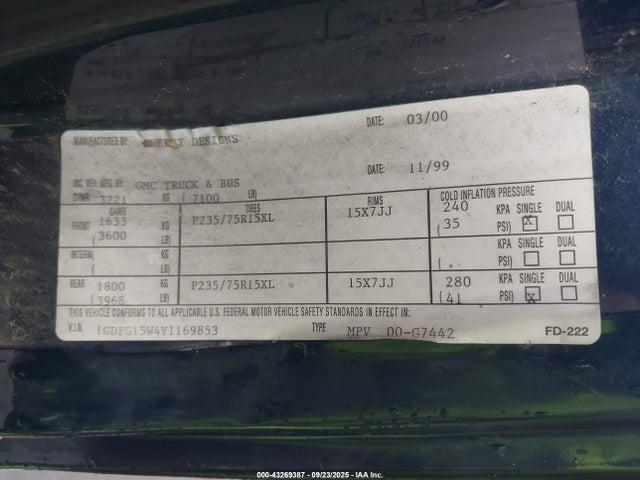 MANUFACTURED BY: DESIGNS DATE: 03/00
INC VEH. MFG. BY: GMC TRUCK & BUS DATE: 11/99
GVWR 3221 KG ( 7100 LB)
GAWR TIRES RIMS COLD INFLATION PRESSURE
FRONT 1633 KG P235/75R15XL 15X7JJ 240 KPA SINGLE DUAL
( 3600 LB) ( 35 PSI) X
INTERM. KG KPA SINGLE DUAL
( LB) ( PSI)
REAR 1800 KG P235/75R15XL 15X7JJ 280 KPA SINGLE DUAL
( 3968 LB) ( 41 PSI) X
THIS VEHICLE CONFORMS TO ALL APPLICABLE U.S. FEDERAL MOTOR VEHICLE SAFETY STANDARDS IN EFFECT IN:
V.I.N. 1GDFG15W4Y1169853 TYPE MPV 00-G7442 FD-222
000-43269387 - 09/23/2025 - IAA Inc.